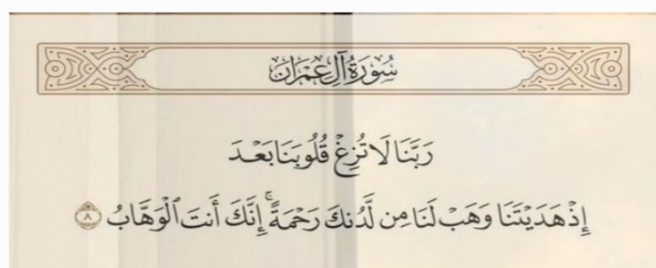 سُورَةُ آلِ عِمْرَان
رَبَّنَا لَا تُزِغْ قُلُوبَنَا بَعْدَ
إِذْ هَدَيْتَنَا وَهَبْ لَنَا مِن لَّدُنكَ رَحْمَةً ۚ إِنَّكَ أَنتَ ٱلْوَهَّابُ ٨